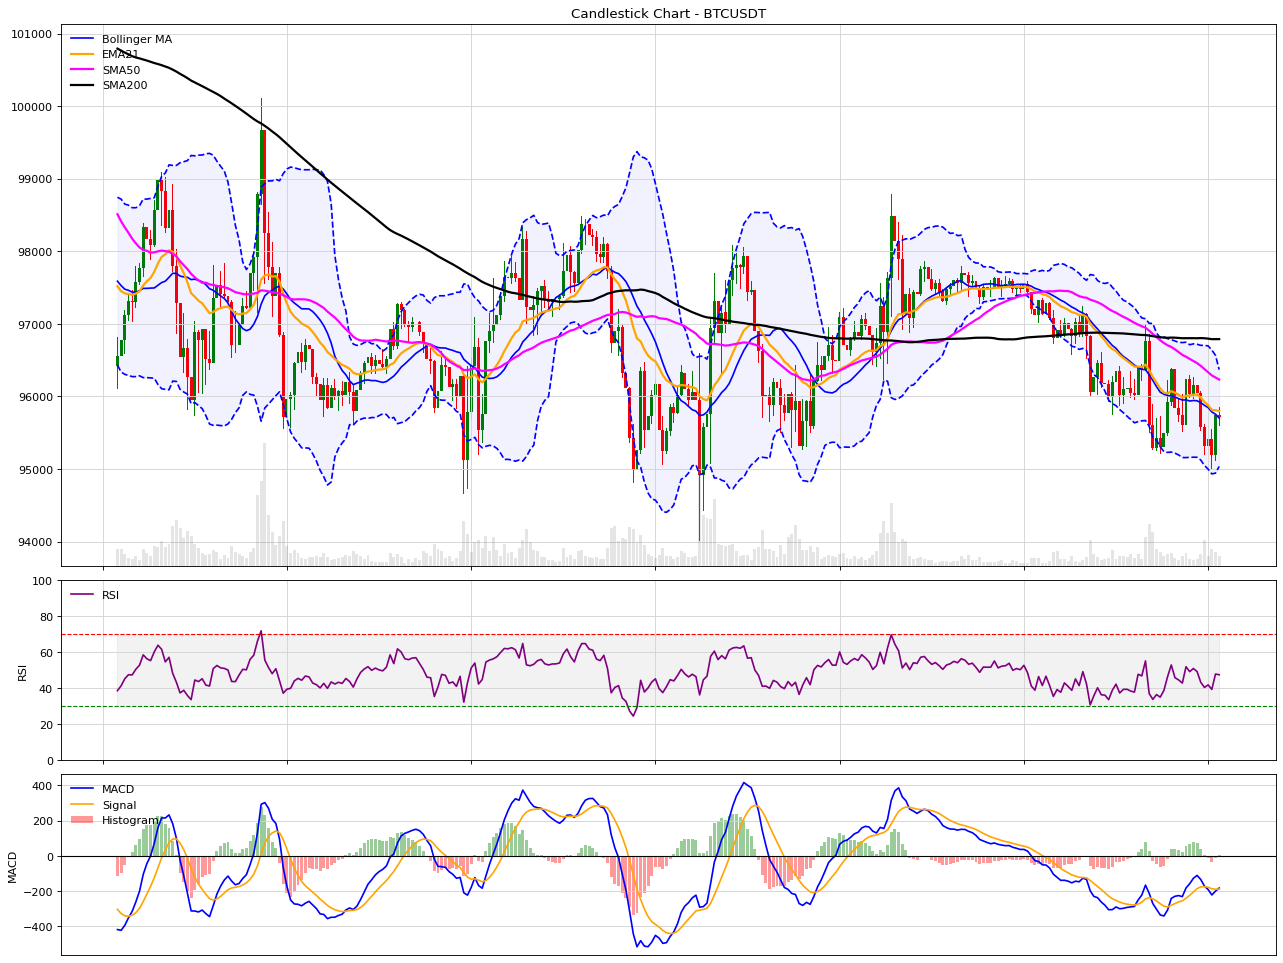 Candlestick Chart - BTCUSDT
101000
100000
99000
98000
97000
96000
95000
94000
Bollinger MA
EMA21
SMA50
SMA200
100
80
60
40
20
0
RSI
RSI
400
200
0
−200
−400
MACD
MACD
Signal
Histogram